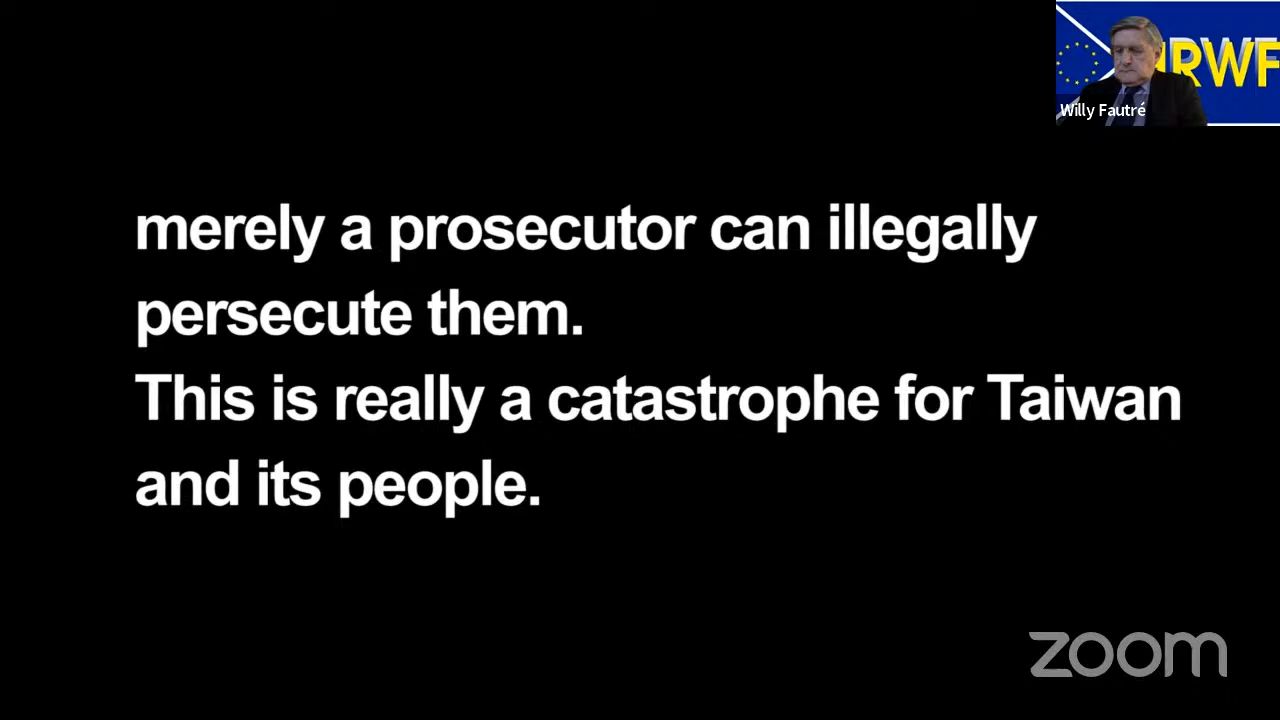 RWF
Willy Fautré
merely a prosecutor can illegally
persecute them.
This is really a catastrophe for Taiwan
and its people.
zoom